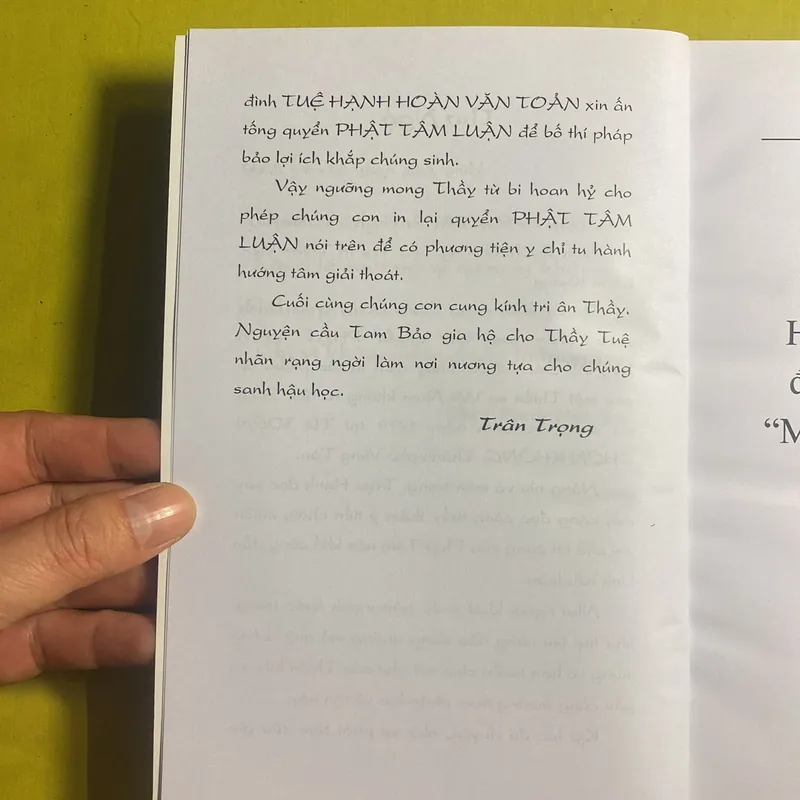 đình TUỆ HẠNH HOÀN VĂN TOẢN xin ấn
tống quyển PHẬT TÂM LUẬN để bố thí pháp
bảo lợi ích khắp chúng sinh.
Vậy ngưỡng mong Thầy từ bi hoan hỷ cho
phép chúng con in lại quyển PHẬT TÂM
LUẬN nói trên để có phương tiện y chỉ tu hành
hướng tâm giải thoát.
Cuối cùng chúng con cung kính tri ân Thầy.
Nguyện cầu Tam Bảo gia hộ cho Thầy Tuệ
nhãn rạng ngời làm nơi nương tựa cho chúng
sanh hậu học.
Trân Trọng